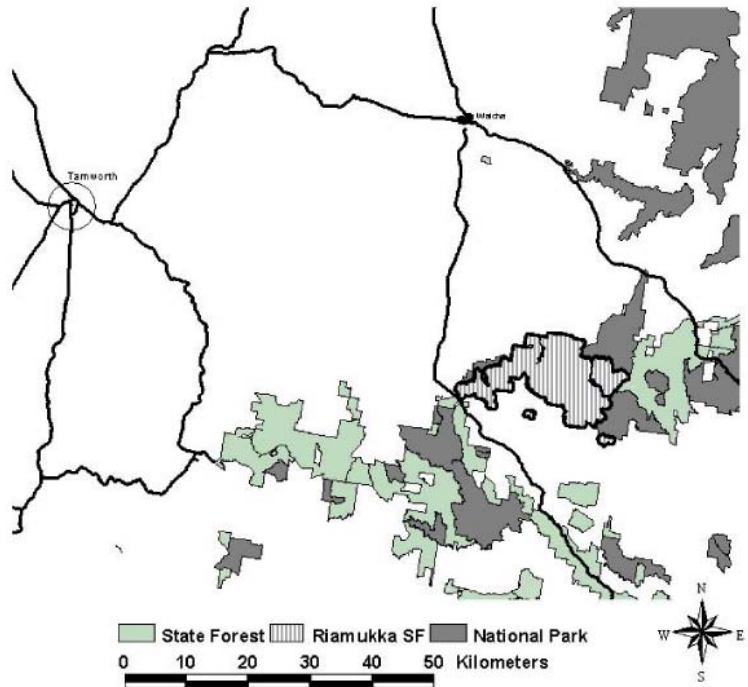 Walcha
Tamworth
N
W E
S
State Forest Riamukka SF National Park
0 10 20 30 40 50 Kilometers